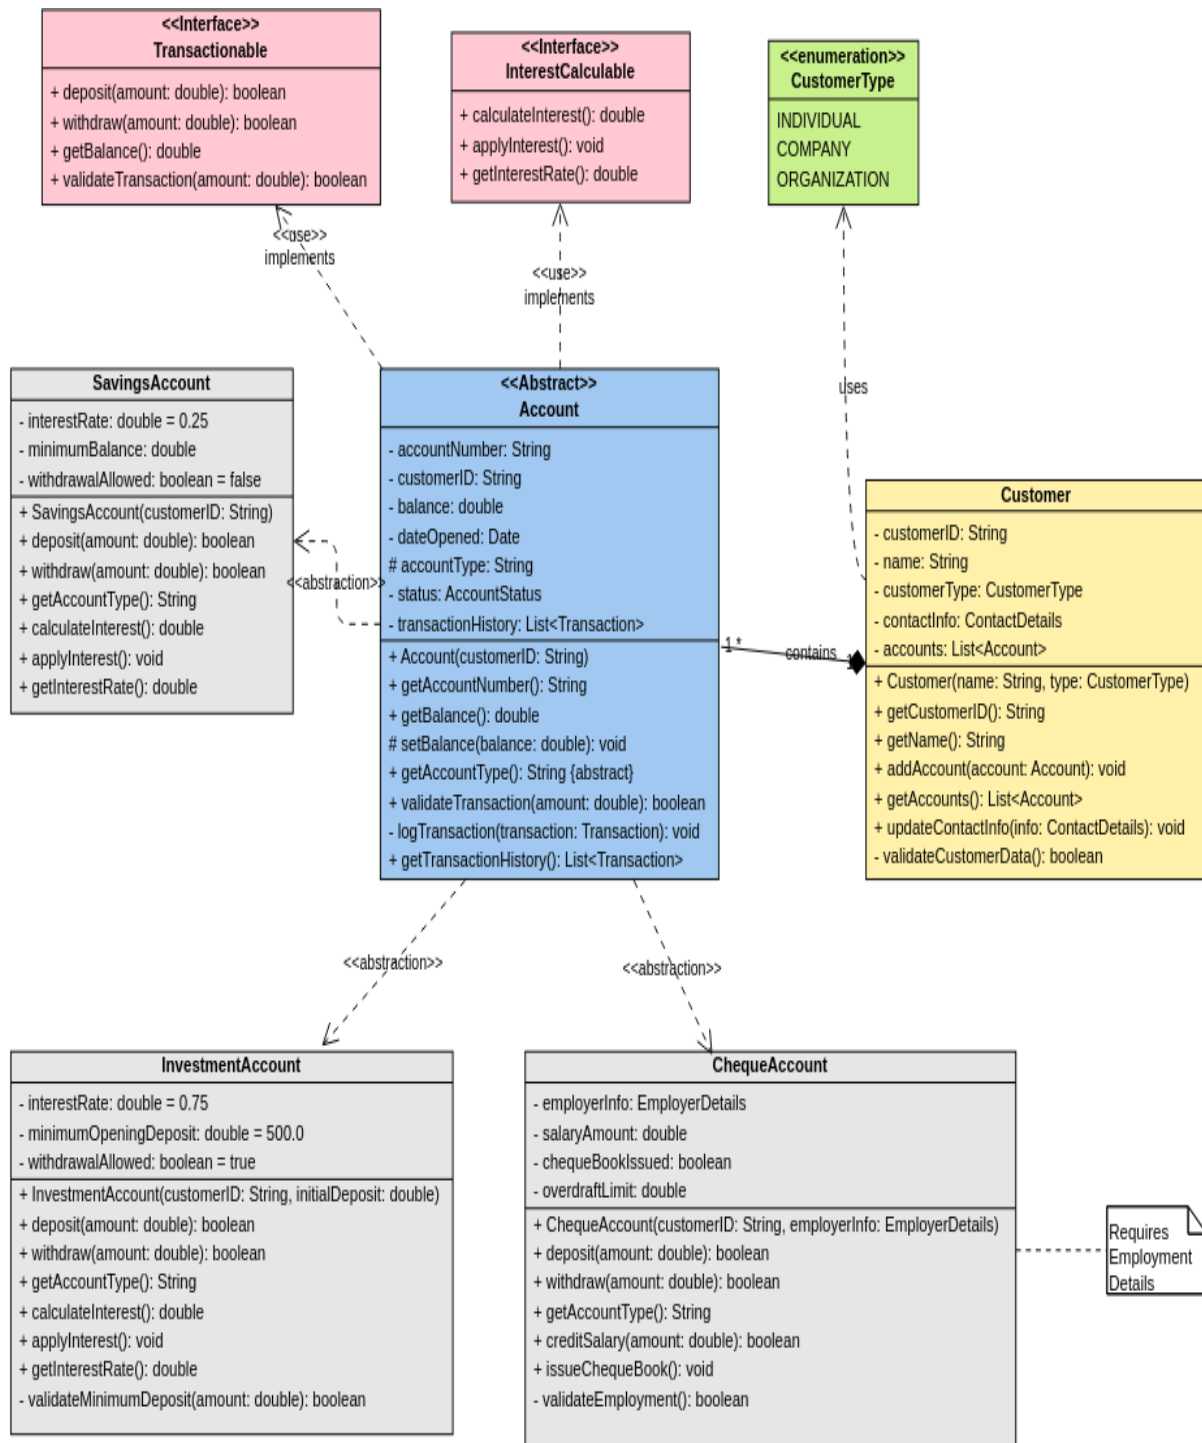 <<Interface>>
Transactionable
+ deposit(amount: double): boolean
+ withdraw(amount: double): boolean
+ getBalance(): double
+ validateTransaction(amount: double): boolean
<<Interface>>
InterestCalculable
+ calculateInterest(): double
+ applyInterest(): void
+ getInterestRate(): double
<<enumeration>>
CustomerType
INDIVIDUAL
COMPANY
ORGANIZATION
<<use>>
implements
<<use>>
implements
uses
SavingsAccount
- interestRate: double = 0.25
- minimumBalance: double
- withdrawalAllowed: boolean = false
+ SavingsAccount(customerID: String)
+ deposit(amount: double): boolean
+ withdraw(amount: double): boolean
+ getAccountType(): String
+ calculateInterest(): double
+ applyInterest(): void
+ getInterestRate(): double
<<abstraction>>
<<Abstract>>
Account
- accountNumber: String
- customerID: String
- balance: double
- dateOpened: Date
# accountType: String
- status: AccountStatus
- transactionHistory: List<Transaction>
+ Account(customerID: String)
+ getAccountNumber(): String
+ getBalance(): double
# setBalance(balance: double): void
+ getAccountType(): String {abstract}
+ validateTransaction(amount: double): boolean
- logTransaction(transaction: Transaction): void
+ getTransactionHistory(): List<Transaction>
1 *
contains
1
Customer
- customerID: String
- name: String
- customerType: CustomerType
- contactInfo: ContactDetails
- accounts: List<Account>
+ Customer(name: String, type: CustomerType)
+ getCustomerID(): String
+ getName(): String
+ addAccount(account: Account): void
+ getAccounts(): List<Account>
+ updateContactInfo(info: ContactDetails): void
- validateCustomerData(): boolean
<<abstraction>>
<<abstraction>>
InvestmentAccount
- interestRate: double = 0.75
- minimumOpeningDeposit: double = 500.0
- withdrawalAllowed: boolean = true
+ InvestmentAccount(customerID: String, initialDeposit: double)
+ deposit(amount: double): boolean
+ withdraw(amount: double): boolean
+ getAccountType(): String
+ calculateInterest(): double
+ applyInterest(): void
+ getInterestRate(): double
- validateMinimumDeposit(amount: double): boolean
ChequeAccount
- employerInfo: EmployerDetails
- salaryAmount: double
- chequeBookIssued: boolean
- overdraftLimit: double
+ ChequeAccount(customerID: String, employerInfo: EmployerDetails)
+ deposit(amount: double): boolean
+ withdraw(amount: double): boolean
+ getAccountType(): String
+ creditSalary(amount: double): boolean
+ issueChequeBook(): void
- validateEmployment(): boolean
Requires
Employment
Details